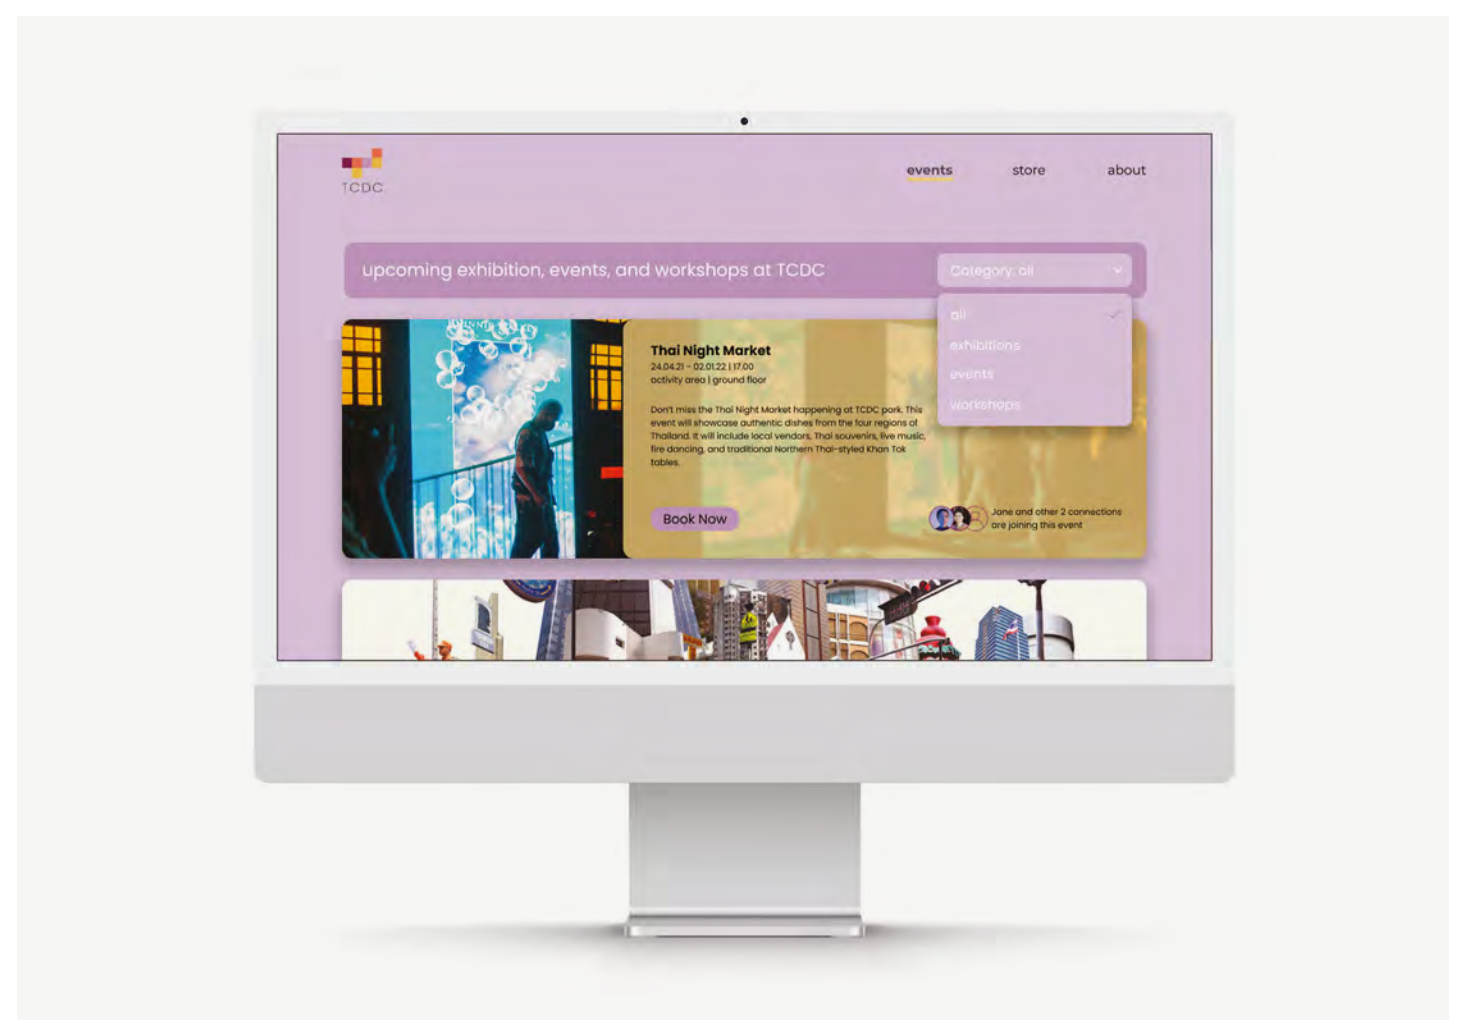 TCDC
events
store
about
upcoming exhibition, events, and workshops at TCDC
Category: all
all
exhibitions
events
workshops
Thai Night Market
24.04.21 - 02.01.22 | 17.00
activity area | ground floor
Don't miss the Thai Night Market happening at TCDC park. This
event will showcase authentic dishes from the four regions of
Thailand. It will include local vendors, Thai souvenirs, live music,
fire dancing, and traditional Northern Thai-styled Khan Tok
tables.
Book Now
Jane and other 2 connections
are joining this event